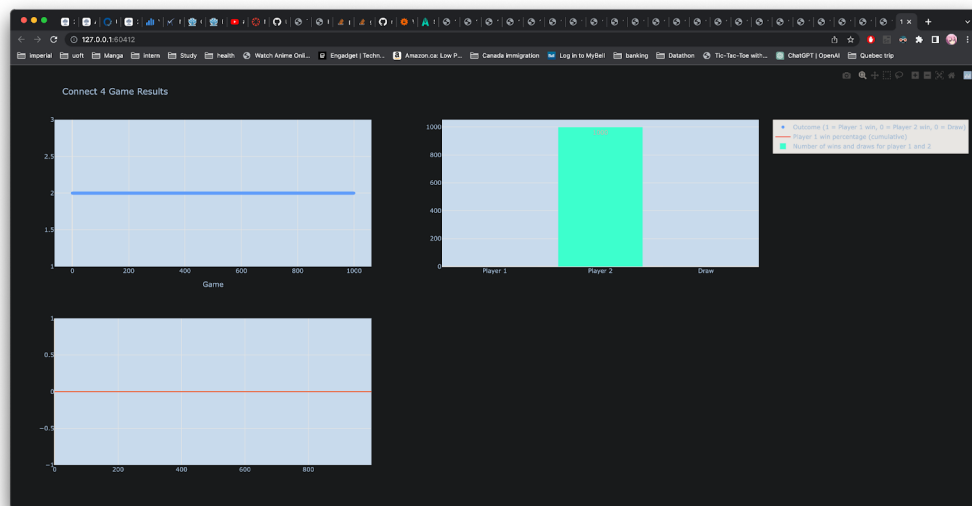 127.0.0.1:60412
imperial uoft Manga intern Study health Watch Anime Onli... Engadget | Techn... Amazon.ca: Low P... Canada immigration Log in to MyBell banking Datathon Tic-Tac-Toe with... ChatGPT | OpenAI Quebec trip
Connect 4 Game Results
3
2.5
2
1.5
1
0 200 400 600 800 1000
Game
1000
800
600
400
200
0
Player 1 Player 2 Draw
Outcome (1 = Player 1 win, 0 = Player 2 win, 0 = Draw)
Player 1 win percentage (cumulative)
Number of wins and draws for player 1 and 2
1
0.5
0
−0.5
−1
0 200 400 600 800